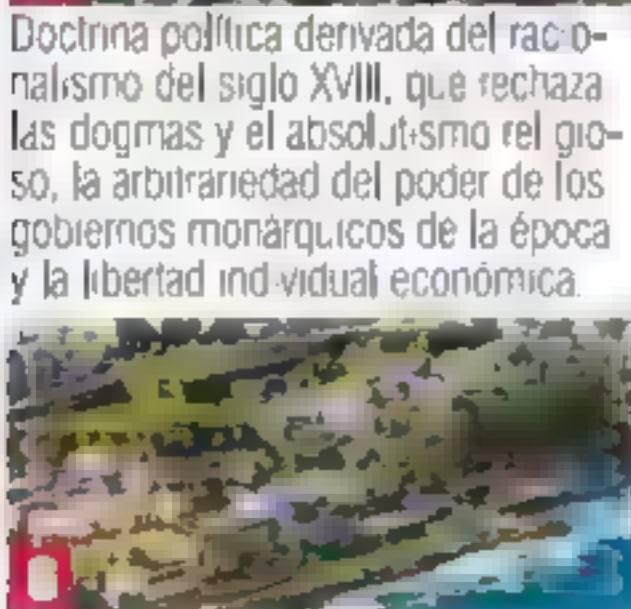 Doctrina política derivada del racio-
nalismo del siglo XVIII, que rechaza
las dogmas y el absolutismo religio-
so, la arbitrariedad del poder de los
gobiernos monárquicos de la época
y la libertad individual económica.